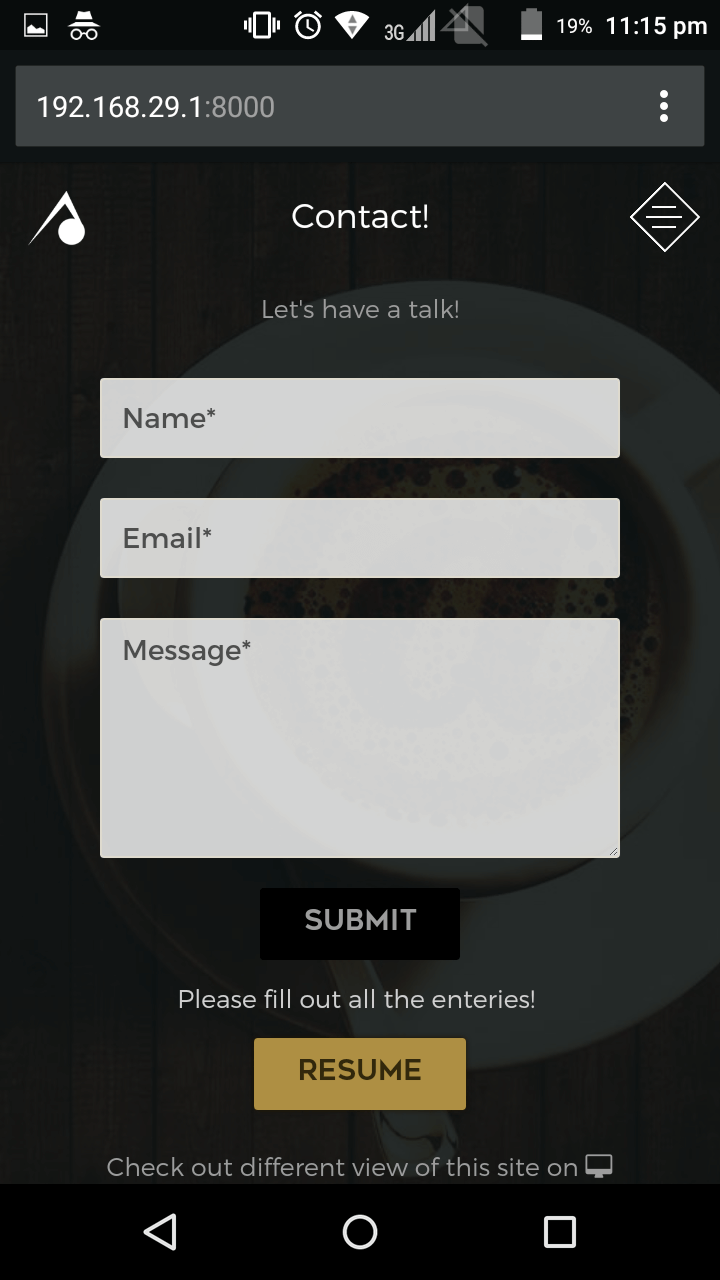 3G 19% 11:15 pm
192.168.29.1:8000
Contact!
Let's have a talk!
Name*
Email*
Message*
SUBMIT
Please fill out all the enteries!
RESUME
Check out different view of this site on